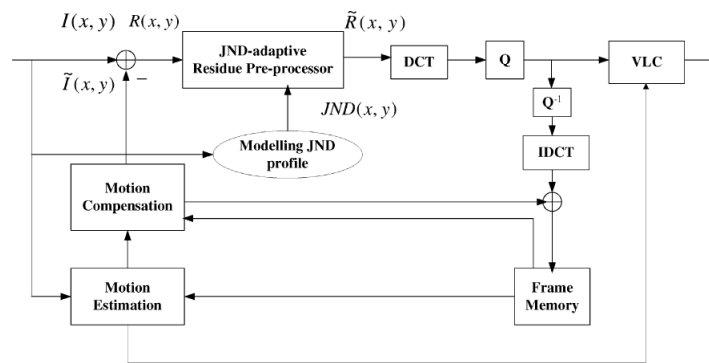 I(x, y)
R(x, y)
JND-adaptive
Residue Pre-processor
R̃(x, y)
DCT
Q
VLC
Ĩ(x, y)
−
JND(x, y)
Q⁻¹
Modelling JND
profile
IDCT
Motion
Compensation
Motion
Estimation
Frame
Memory